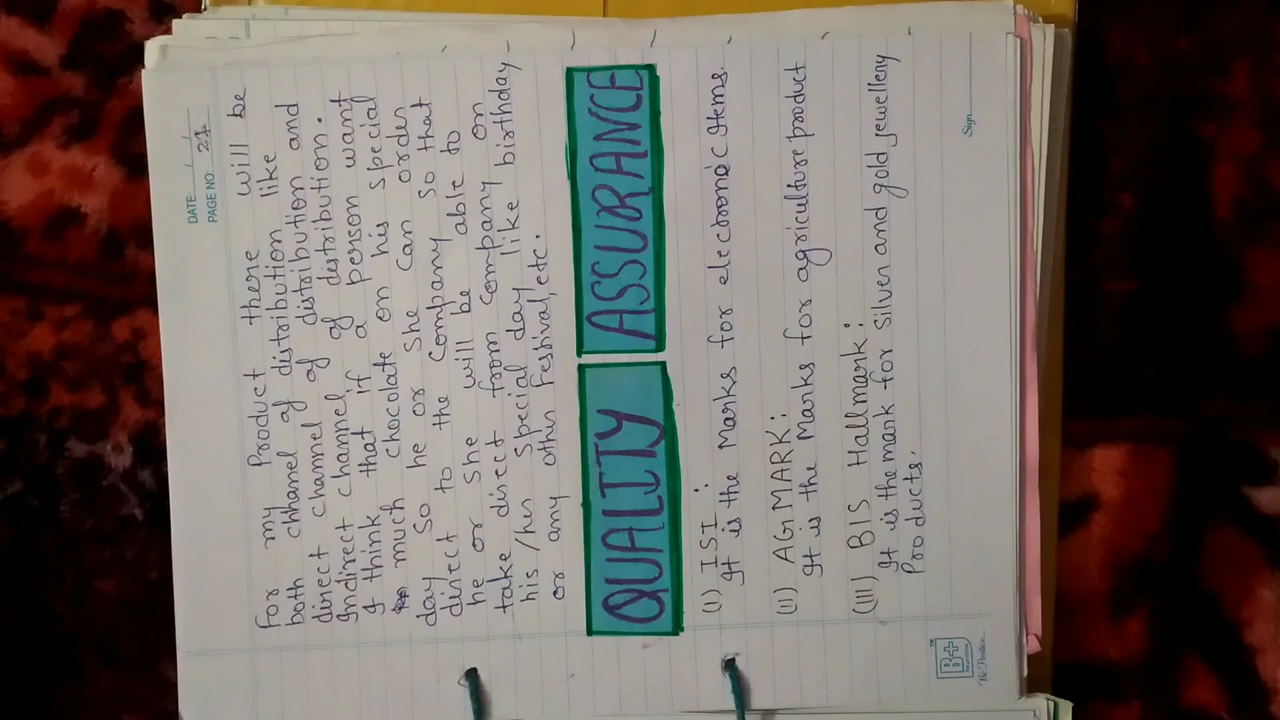 DATE: / /
PAGE NO.: 27
For my Product there will be
both chhanel of distribution like
direct channel of distribution and
Indirect channel of distribution.
I think that if a person want
much chocolate on his special
day so he or she can order
direct to the Company so that
he or she will be able to
take direct from Company on
his/her special day like birthday
or any other festival, etc.
QUALITY ASSURANCE
(I) ISI:
It is the Marks for electronic Items.
(II) AGMARK:
It is the Marks for agriculture product
(III) BIS Hallmark:
It is the mark for Silver and gold jewellery
Products.
B+
Be Positive
Sign